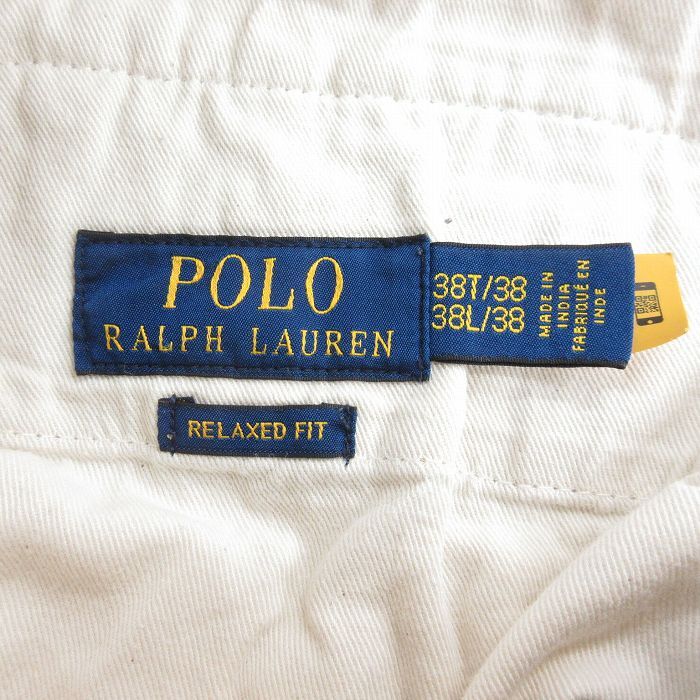 POLO
RALPH LAUREN
38T/38
38L/38
MADE IN
INDIA
FABRIQUÉ EN
INDE
RELAXED FIT